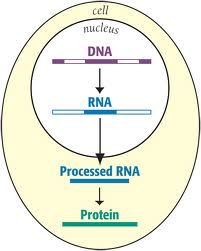 cell
nucleus
DNA
RNA
Processed RNA
Protein